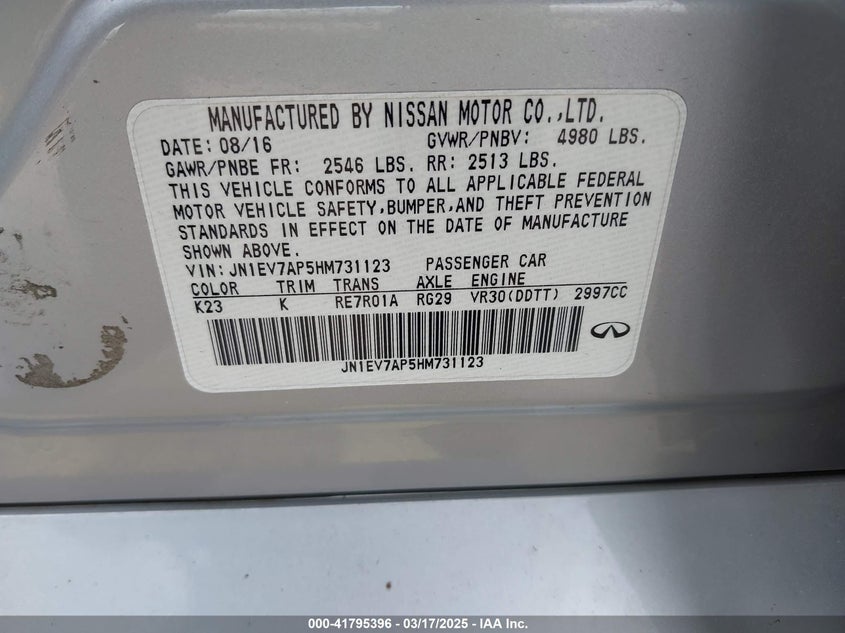 MANUFACTURED BY NISSAN MOTOR CO.,LTD.
DATE: 08/16 GVWR/PNBV: 4980 LBS.
GAWR/PNBE FR: 2546 LBS. RR: 2513 LBS.
THIS VEHICLE CONFORMS TO ALL APPLICABLE FEDERAL
MOTOR VEHICLE SAFETY,BUMPER,AND THEFT PREVENTION
STANDARDS IN EFFECT ON THE DATE OF MANUFACTURE
SHOWN ABOVE.
VIN: JN1EV7AP5HM731123 PASSENGER CAR
COLOR TRIM TRANS AXLE ENGINE
K23 K RE7R01A RG29 VR30(DDTT) 2997CC
JN1EV7AP5HM731123
000-41795396 - 03/17/2025 - IAA Inc.